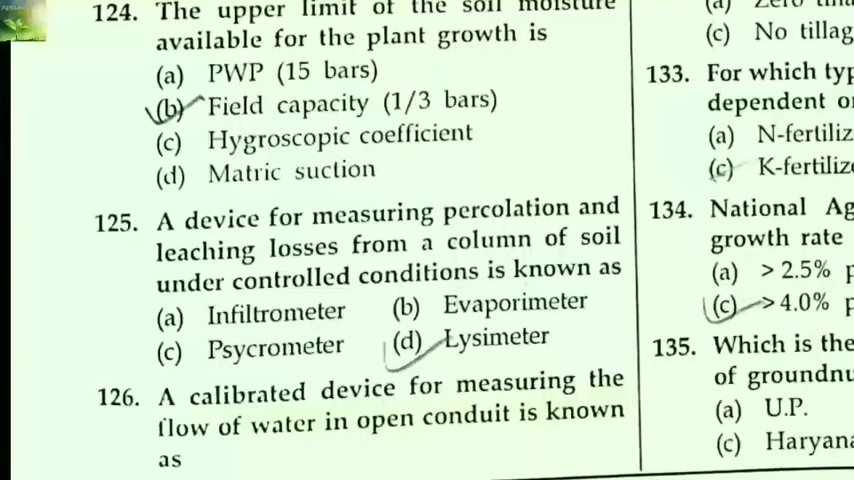 124. The upper limit of the soil moisture
available for the plant growth is
(a) PWP (15 bars)
(b) Field capacity (1/3 bars)
(c) Hygroscopic coefficient
(d) Matric suction
125. A device for measuring percolation and
leaching losses from a column of soil
under controlled conditions is known as
(a) Infiltrometer (b) Evaporimeter
(c) Psycrometer (d) Lysimeter
126. A calibrated device for measuring the
flow of water in open conduit is known
as
(a) Zero
(c) No tillag
133. For which typ
dependent o
(a) N-fertiliz
(c) K-fertilize
134. National Ag
growth rate
(a) > 2.5% p
(c) > 4.0% p
135. Which is the
of groundnu
(a) U.P.
(c) Haryana